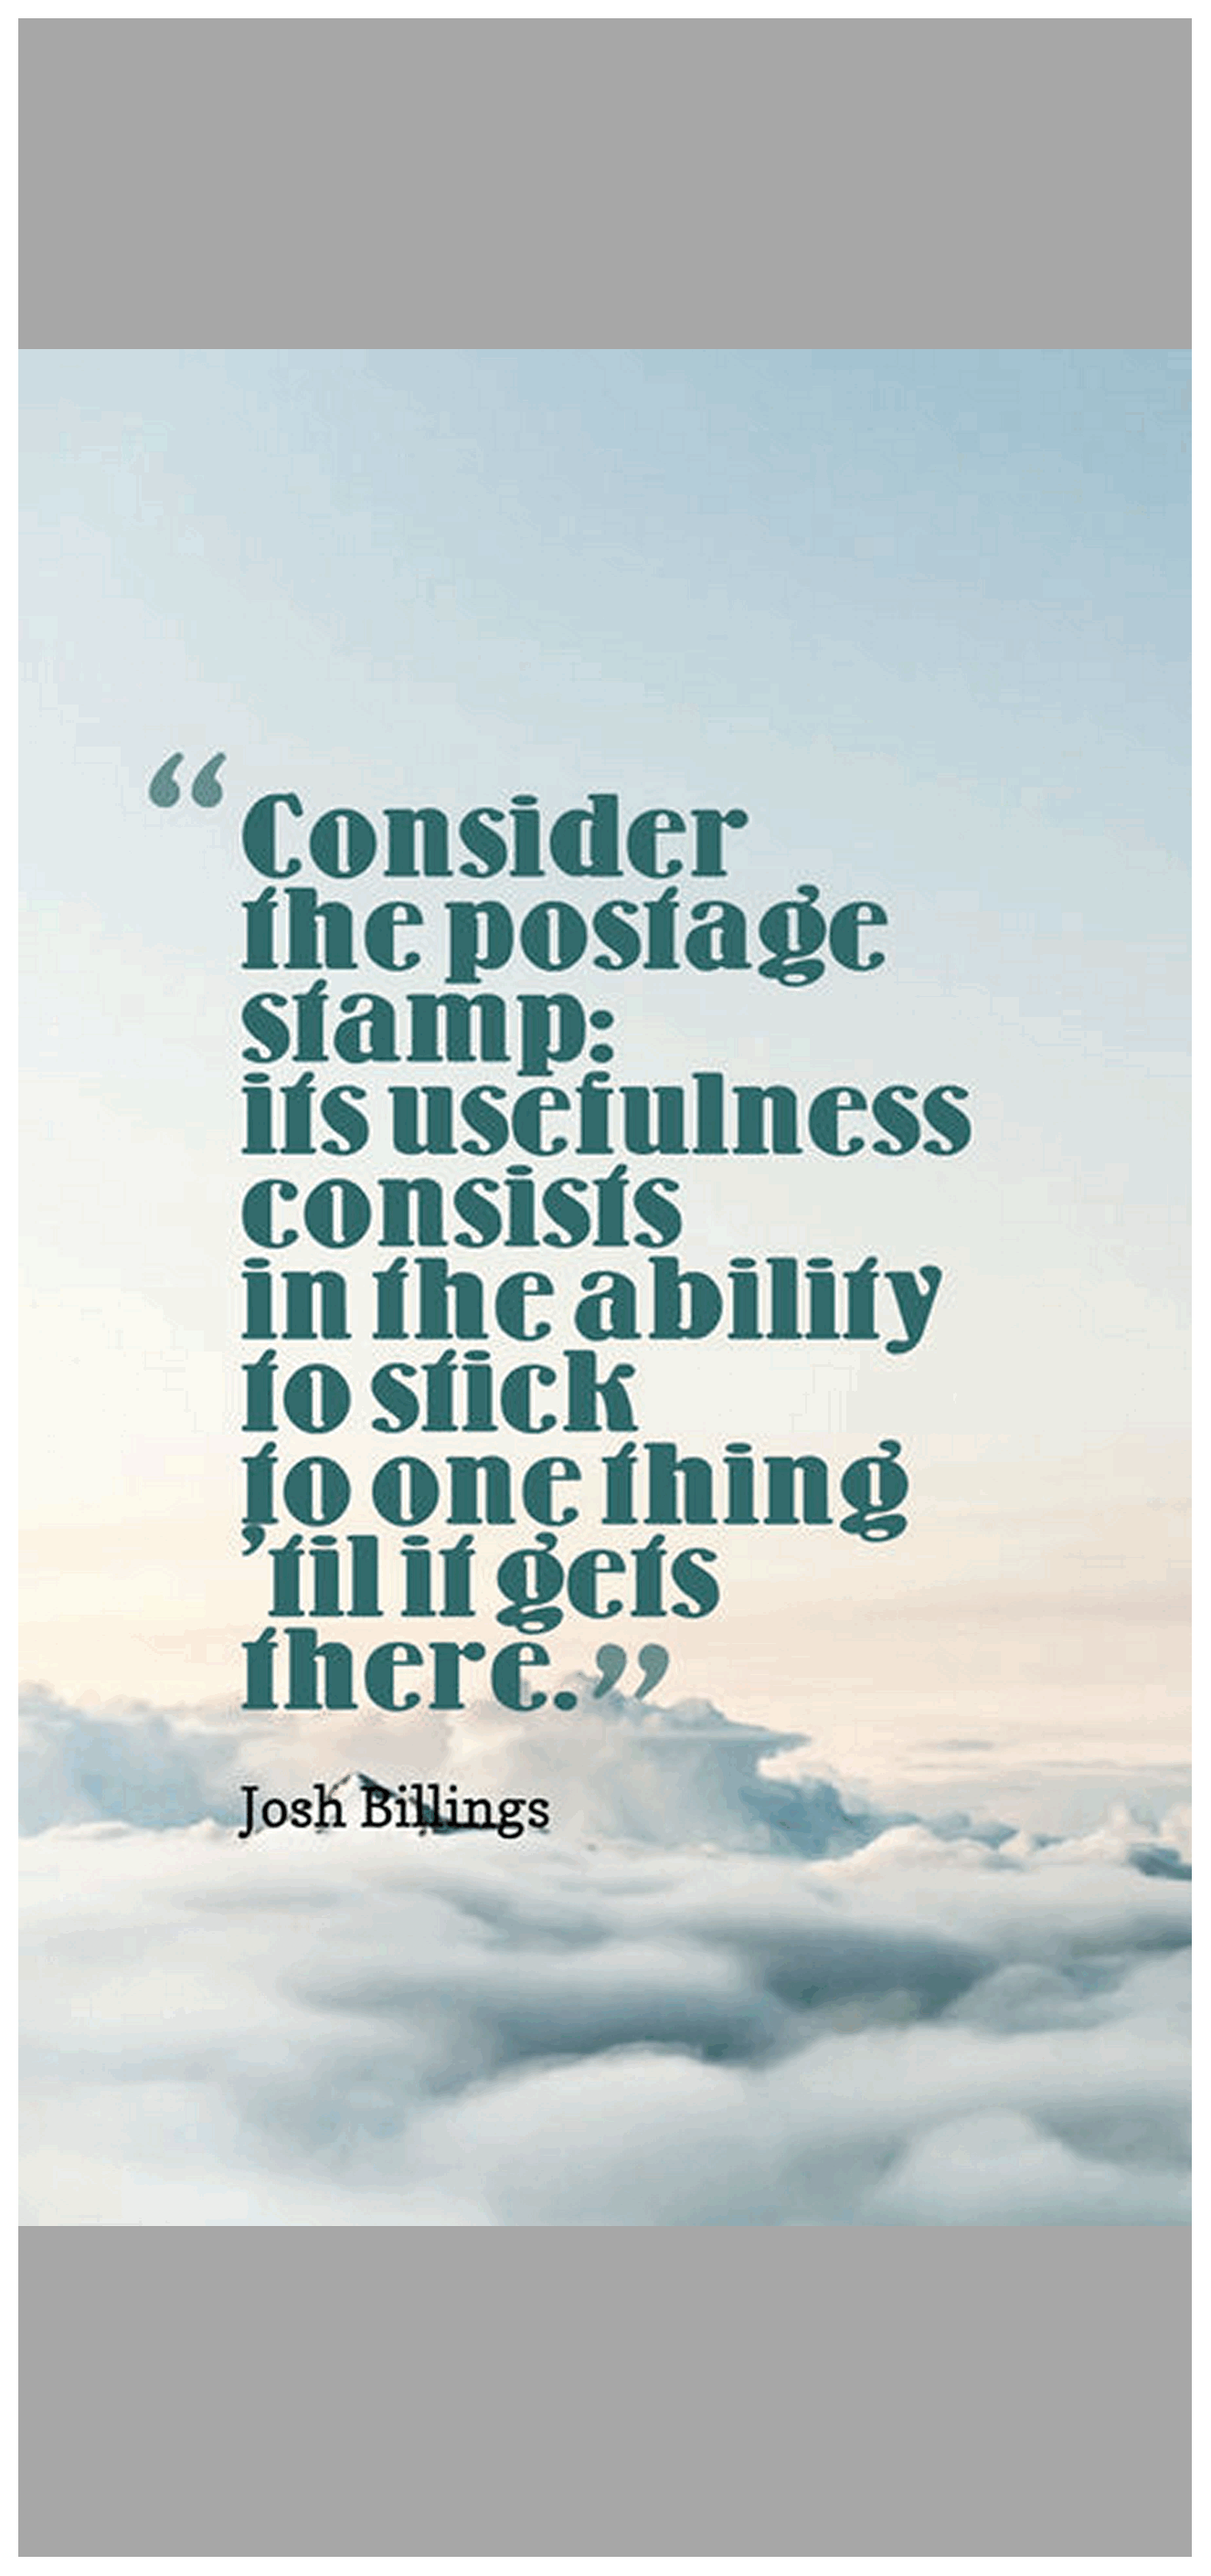 “Consider
the postage
stamp:
its usefulness
consists
in the ability
to stick
to one thing
’til it gets
there.”
Josh Billings